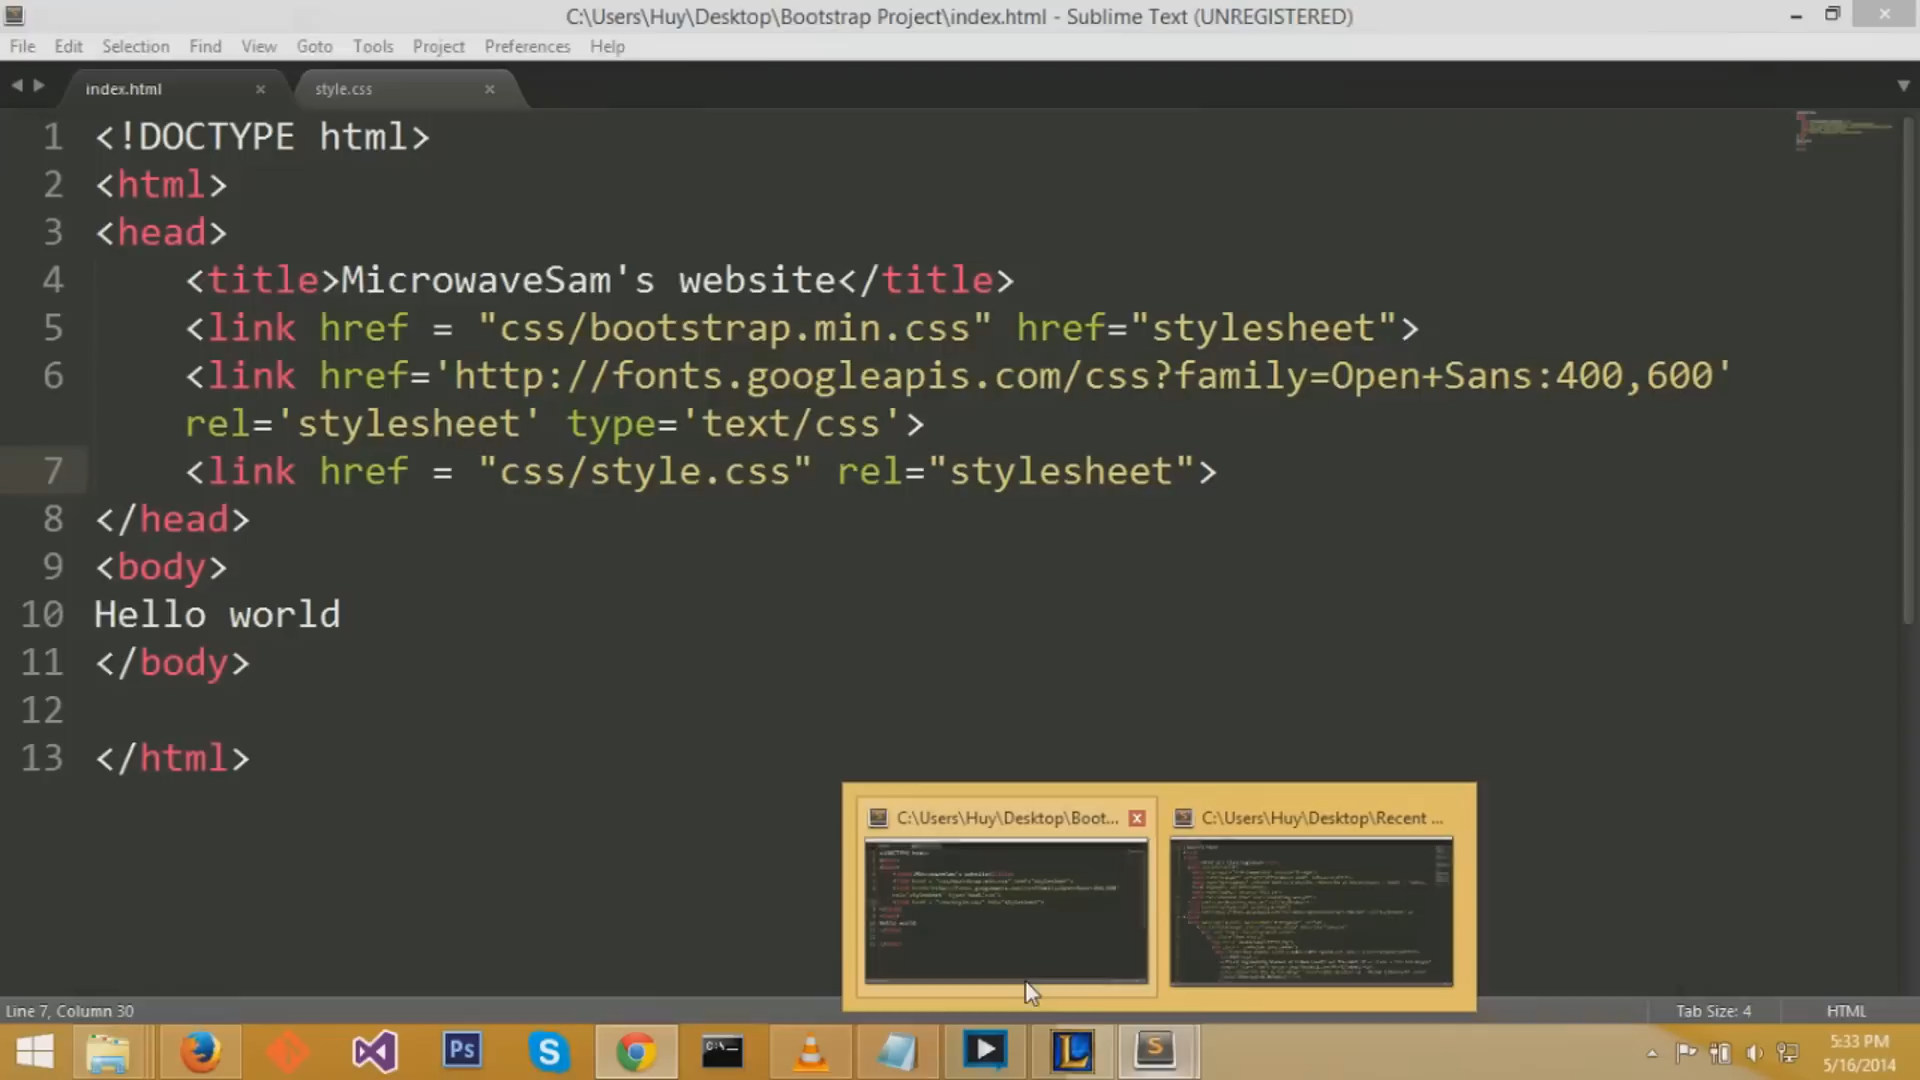 C:\Users\Huy\Desktop\Bootstrap Project\index.html - Sublime Text (UNREGISTERED)
File Edit Selection Find View Goto Tools Project Preferences Help
index.html × style.css ×
1 <!DOCTYPE html>
2 <html>
3 <head>
4 <title>MicrowaveSam's website</title>
5 <link href = "css/bootstrap.min.css" href="stylesheet">
6 <link href='http://fonts.googleapis.com/css?family=Open+Sans:400,600'
rel='stylesheet' type='text/css'>
7 <link href = "css/style.css" rel="stylesheet">
8 </head>
9 <body>
10 Hello world
11 </body>
12
13 </html>
C:\Users\Huy\Desktop\Boot... C:\Users\Huy\Desktop\Recent ...
Line 7, Column 30 Tab Size: 4 HTML
Ps S C:\. L S
5:33 PM
5/16/2014